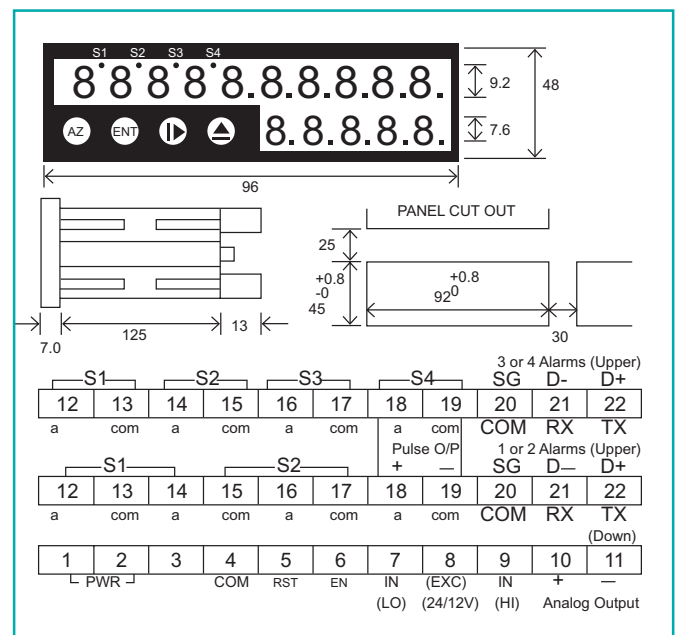 S1 S2 S3 S4
8 8 8 8 8.8.8.8.8.8.
9.2
48
AZ ENT
8.8.8.8.8.
7.6
96
PANEL CUT OUT
25
+0.8
-0
45
+0.8
92 0
30
7.0
125
13
3 or 4 Alarms (Upper)
S1 S2 S3 S4 SG D- D+
12 13 14 15 16 17 18 19 20 21 22
a com a com a com a com COM RX TX
Pulse O/P 1 or 2 Alarms (Upper)
S1 S2 + — SG D— D+
12 13 14 15 16 17 18 19 20 21 22
a com a com a com a com COM RX TX
(Down)
1 2 3 4 5 6 7 8 9 10 11
PWR COM RST EN IN (EXC) IN + —
(LO) (24/12V) (HI) Analog Output